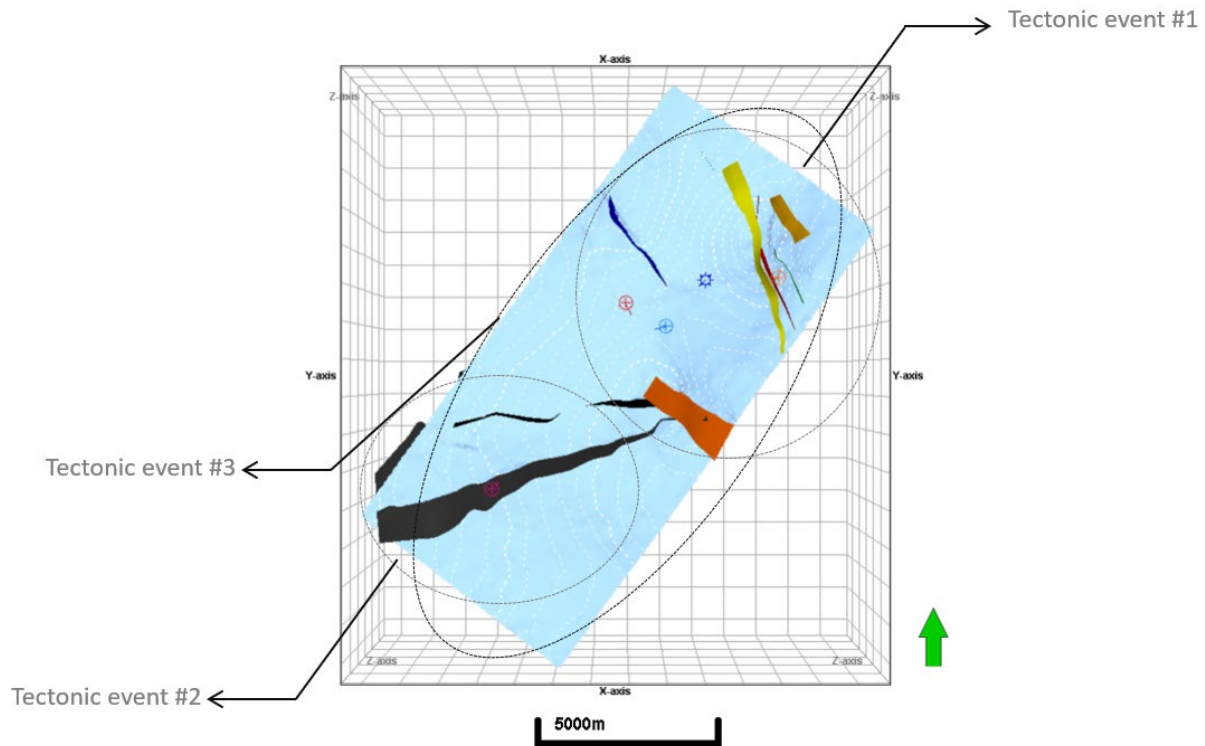 Tectonic event #1
X-axis
Z-axis
Z-axis
Y-axis
Y-axis
Tectonic event #3
Z-axis
Z-axis
Tectonic event #2
X-axis
5000m